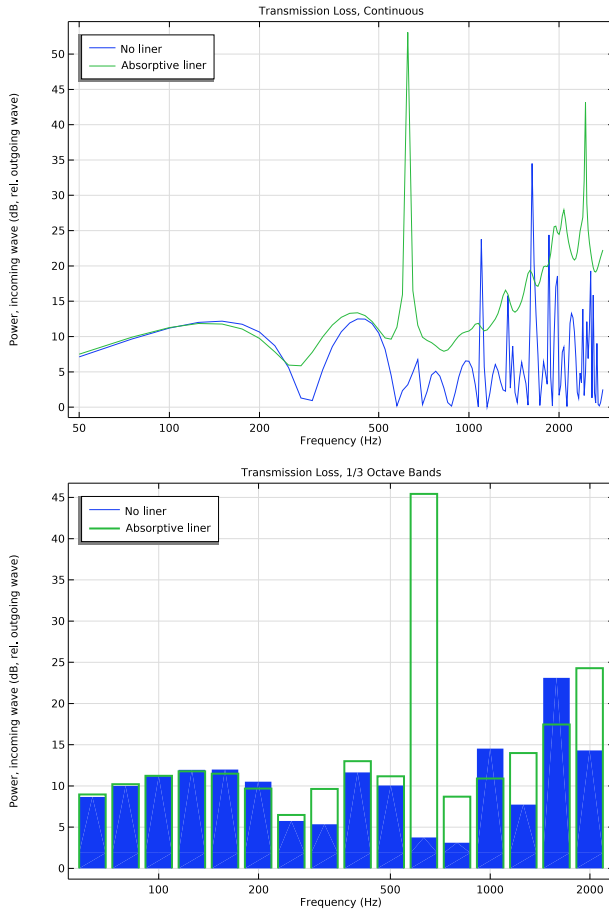 Transmission Loss, Continuous
Power, incoming wave (dB, rel. outgoing wave)
50
45
40
35
30
25
20
15
10
5
0
No liner
Absorptive liner
50 100 200 500 1000 2000
Frequency (Hz)
Transmission Loss, 1/3 Octave Bands
Power, incoming wave (dB, rel. outgoing wave)
45
40
35
30
25
20
15
10
5
0
No liner
Absorptive liner
100 200 500 1000 2000
Frequency (Hz)